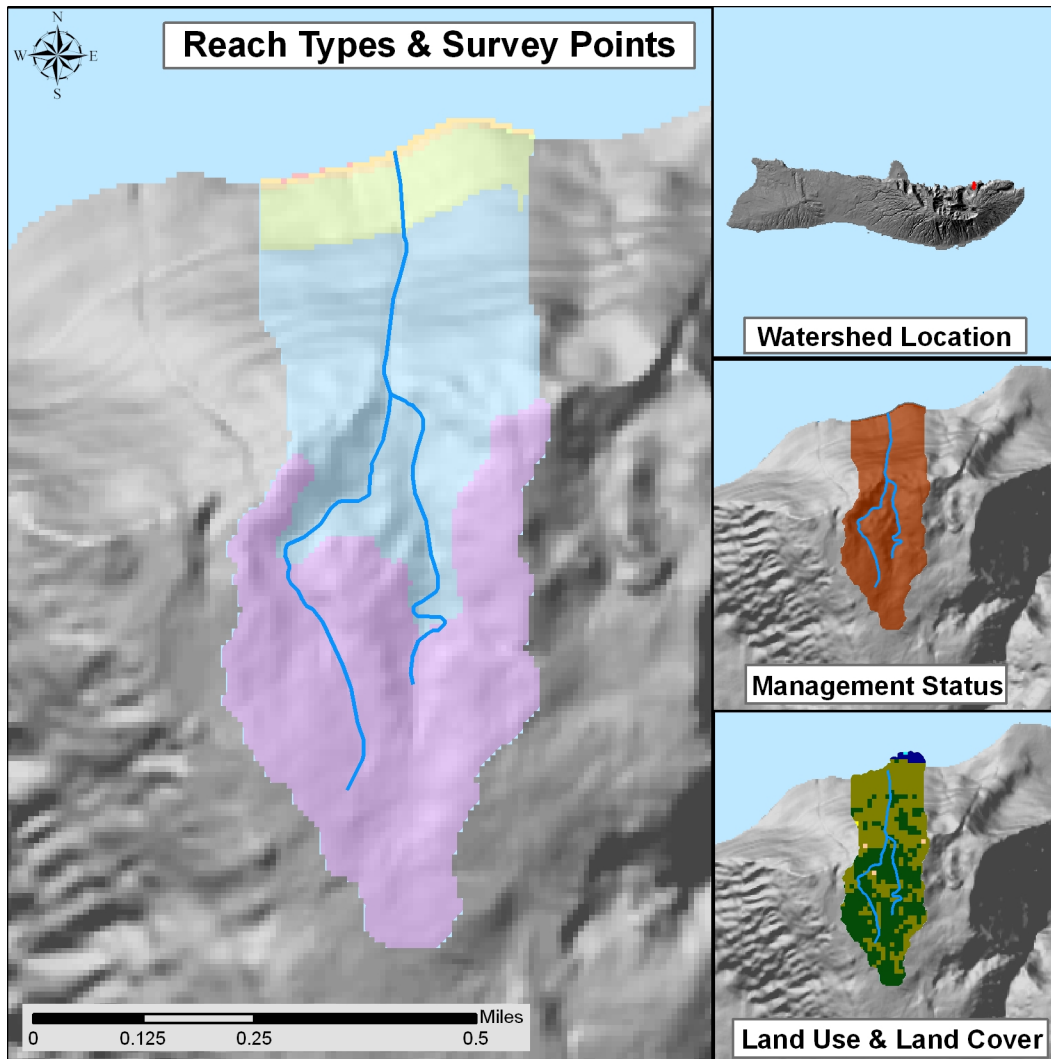 N
W E
S
Reach Types & Survey Points
Watershed Location
Management Status
Land Use & Land Cover
Miles
0 0.125 0.25 0.5